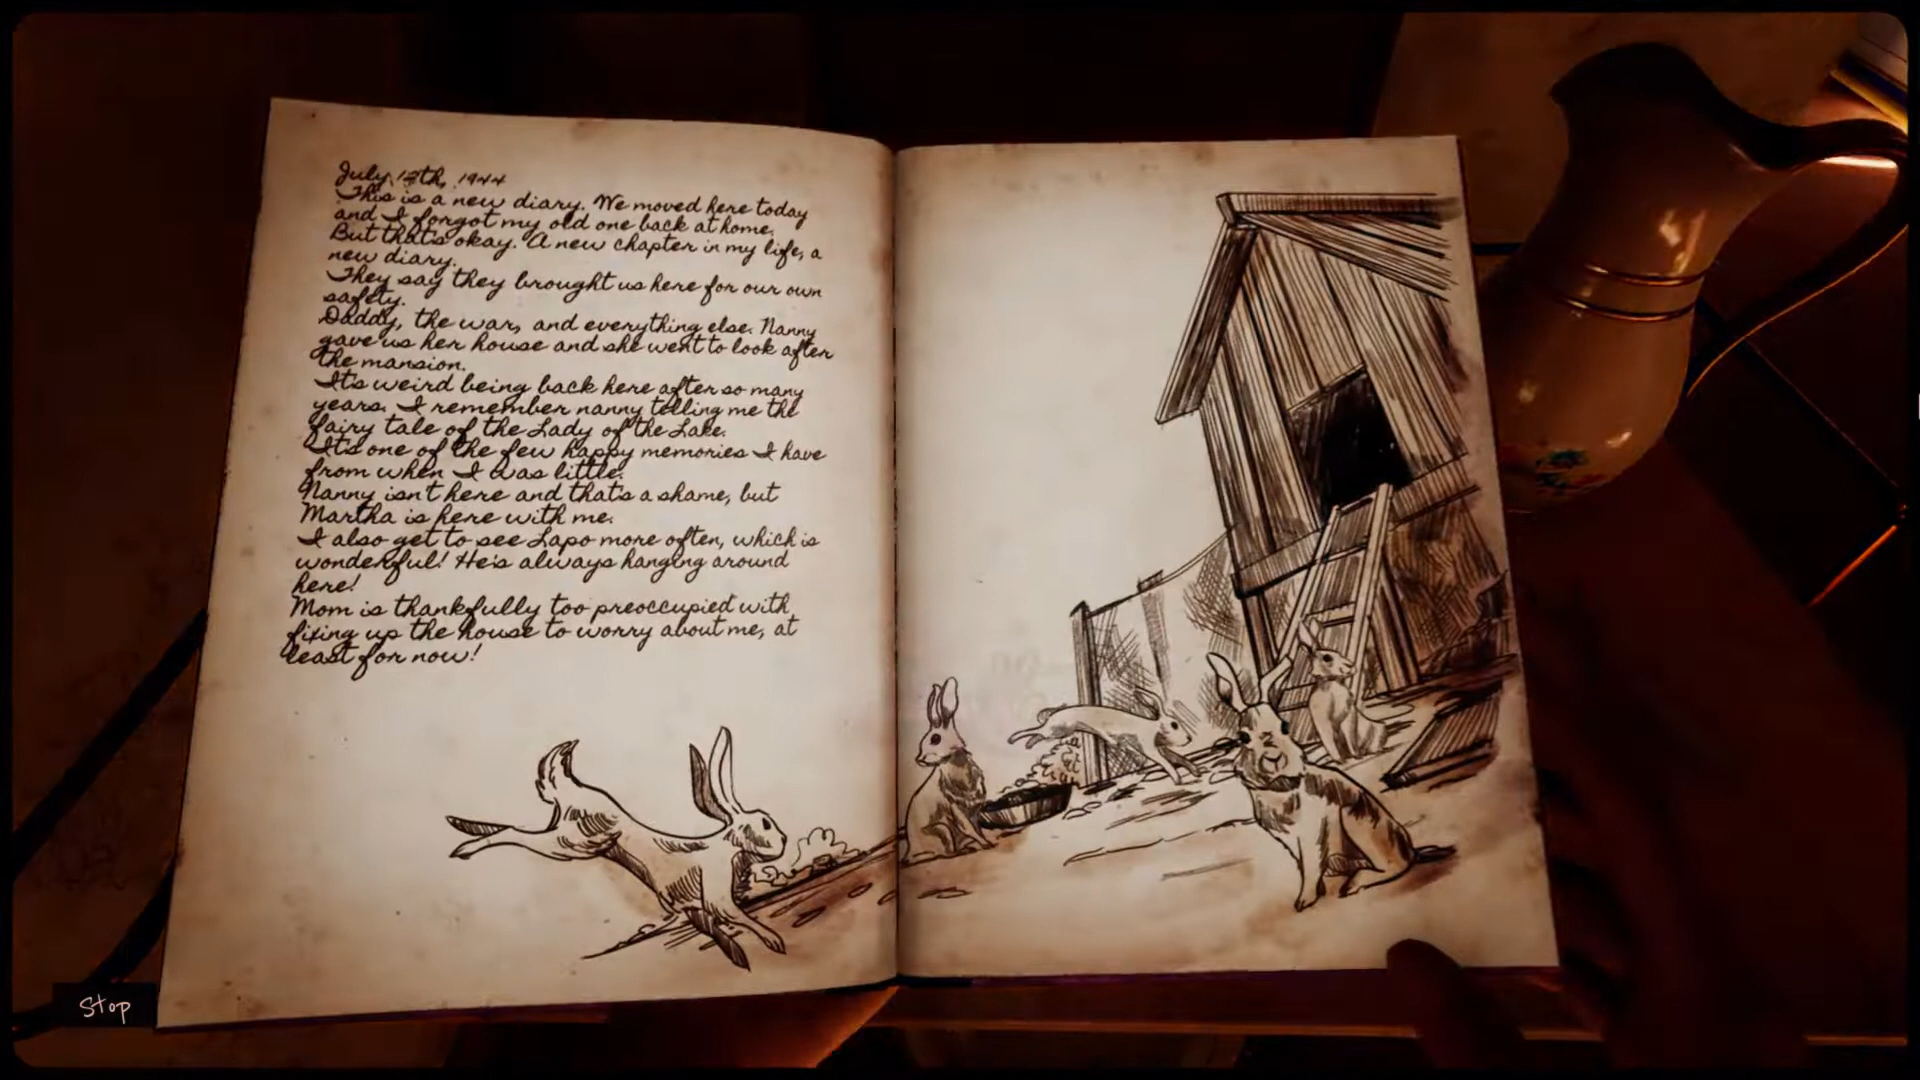 July 12th, 1944
This is a new diary. We moved here today
and I forgot my old one back at home.
But that's okay. A new chapter in my life, a
new diary.
They say they brought us here for our own
safety.
Daddy, the war, and everything else. Nanny
gave us her house and she went to look after
the mansion.
It's weird being back here after so many
years. I remember nanny telling me the
fairy tale of the Lady of the Lake.
It's one of the few happy memories I have
from when I was little.
Nanny isn't here and that's a shame, but
Martha is here with me.
I also get to see Lapo more often, which is
wonderful! He's always hanging around
here!
Mom is thankfully too preoccupied with
fixing up the house to worry about me, at
least for now!
Stop